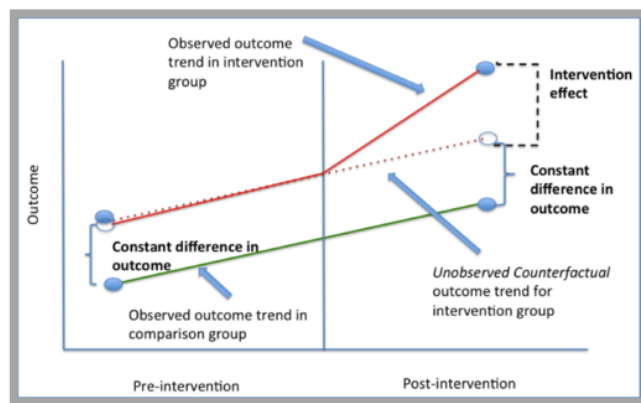 Observed outcome
trend in intervention
group
Intervention
effect
Outcome
Constant difference in
outcome
Constant
difference in
outcome
Observed outcome trend in
comparison group
Unobserved Counterfactual
outcome trend for
intervention group
Pre-intervention
Post-intervention